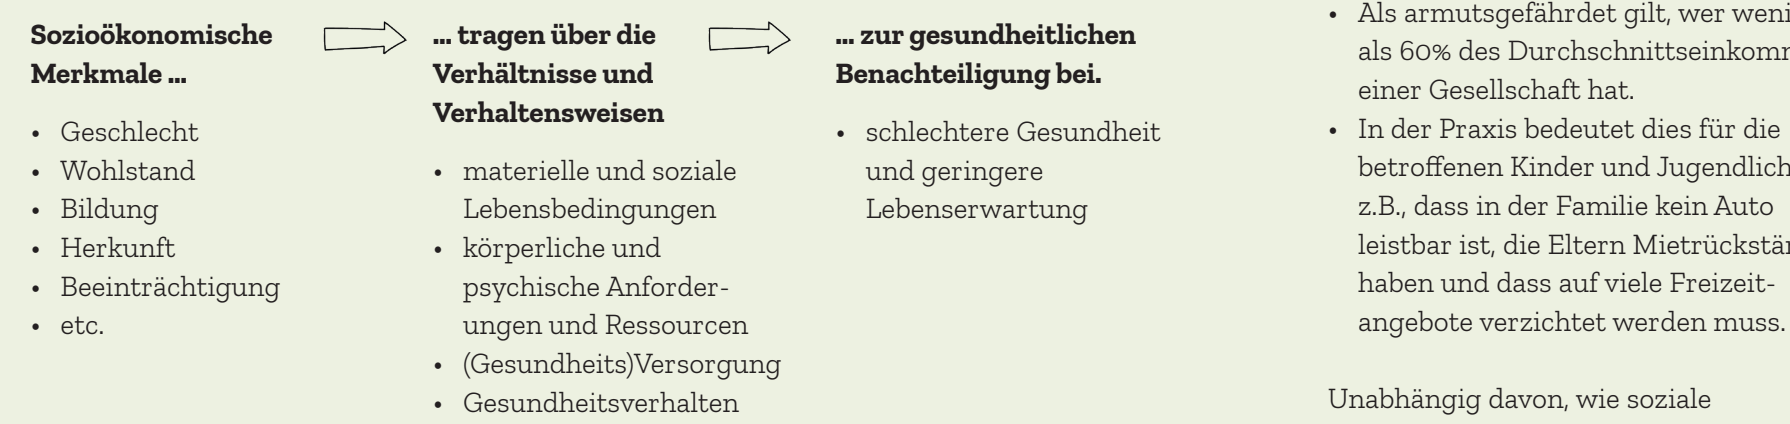 Sozioökonomische
Merkmale ...
• Geschlecht
• Wohlstand
• Bildung
• Herkunft
• Beeinträchtigung
• etc.
... tragen über die
Verhältnisse und
Verhaltensweisen
• materielle und soziale
Lebensbedingungen
• körperliche und
psychische Anforder-
ungen und Ressourcen
• (Gesundheits)Versorgung
• Gesundheitsverhalten
... zur gesundheitlichen
Benachteiligung bei.
• schlechtere Gesundheit
und geringere
Lebenserwartung
• Als armutsgefährdet gilt, wer
als 60% des
einer Gesellschaft hat.
• In der Praxis bedeutet dies für die
betroffenen Kinder und
z.B., dass in der Familie kein Auto
leistbar ist, die Eltern
haben und dass auf viele Freizeit-
angebote verzichtet werden muss.
Unabhängig davon, wie soziale